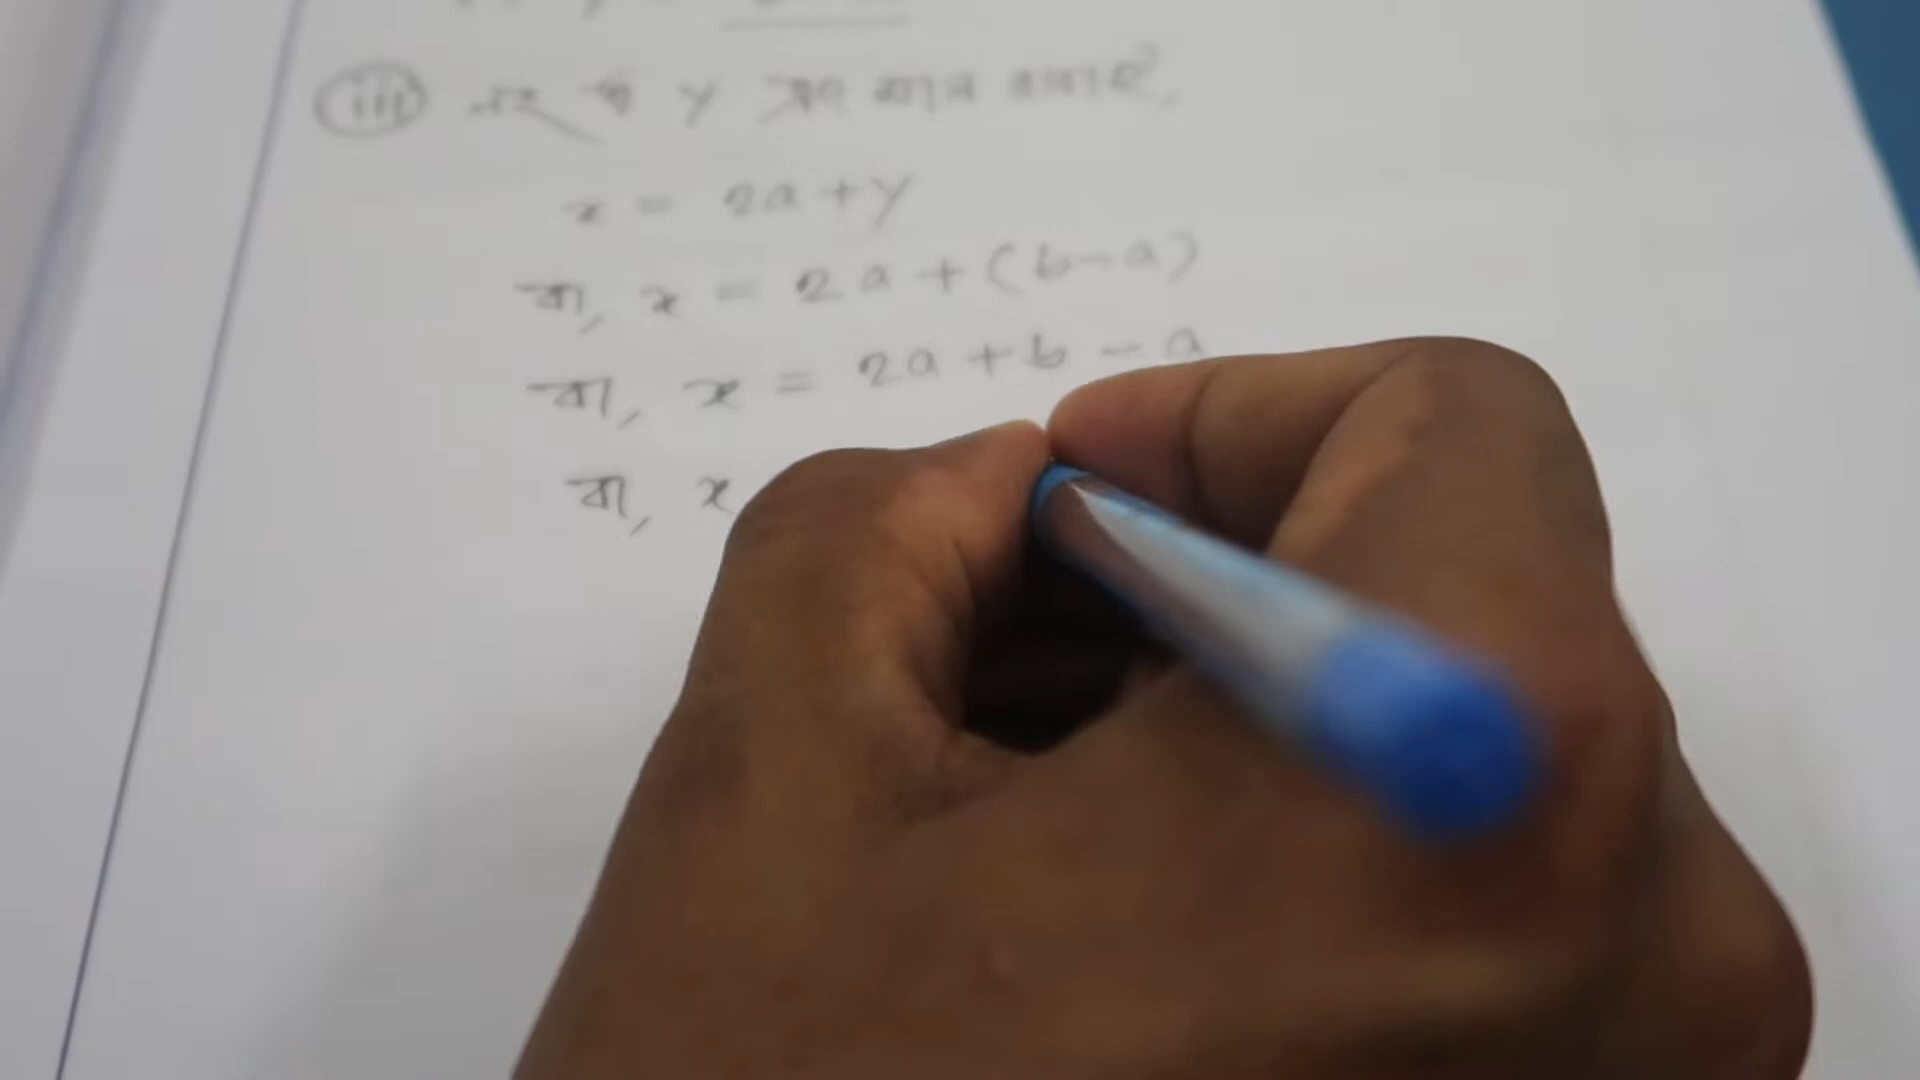 (iii) নং এ y এর মান বসাই,
x = 2a + y
বা, x = 2a + (b - a)
বা, x = 2a + b - a
বা, x